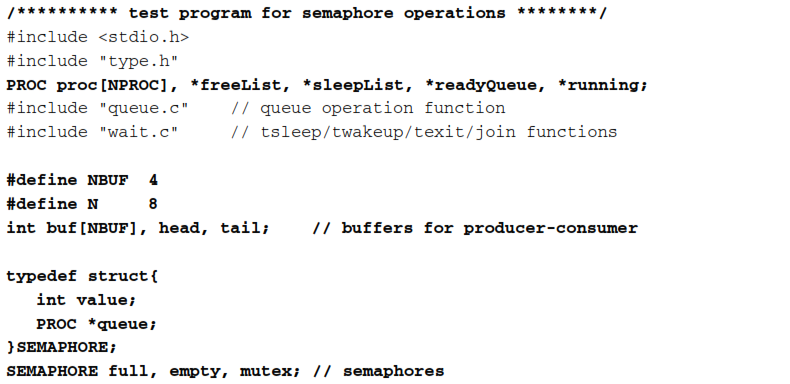 /********** test program for semaphore operations ********/
#include <stdio.h>
#include "type.h"
PROC proc[NPROC], *freeList, *sleepList, *readyQueue, *running;
#include "queue.c"    // queue operation function
#include "wait.c"     // tsleep/twakeup/texit/join functions

#define NBUF  4
#define N     8
int buf[NBUF], head, tail;    // buffers for producer-consumer

typedef struct{
   int value;
   PROC *queue;
}SEMAPHORE;
SEMAPHORE full, empty, mutex; // semaphores